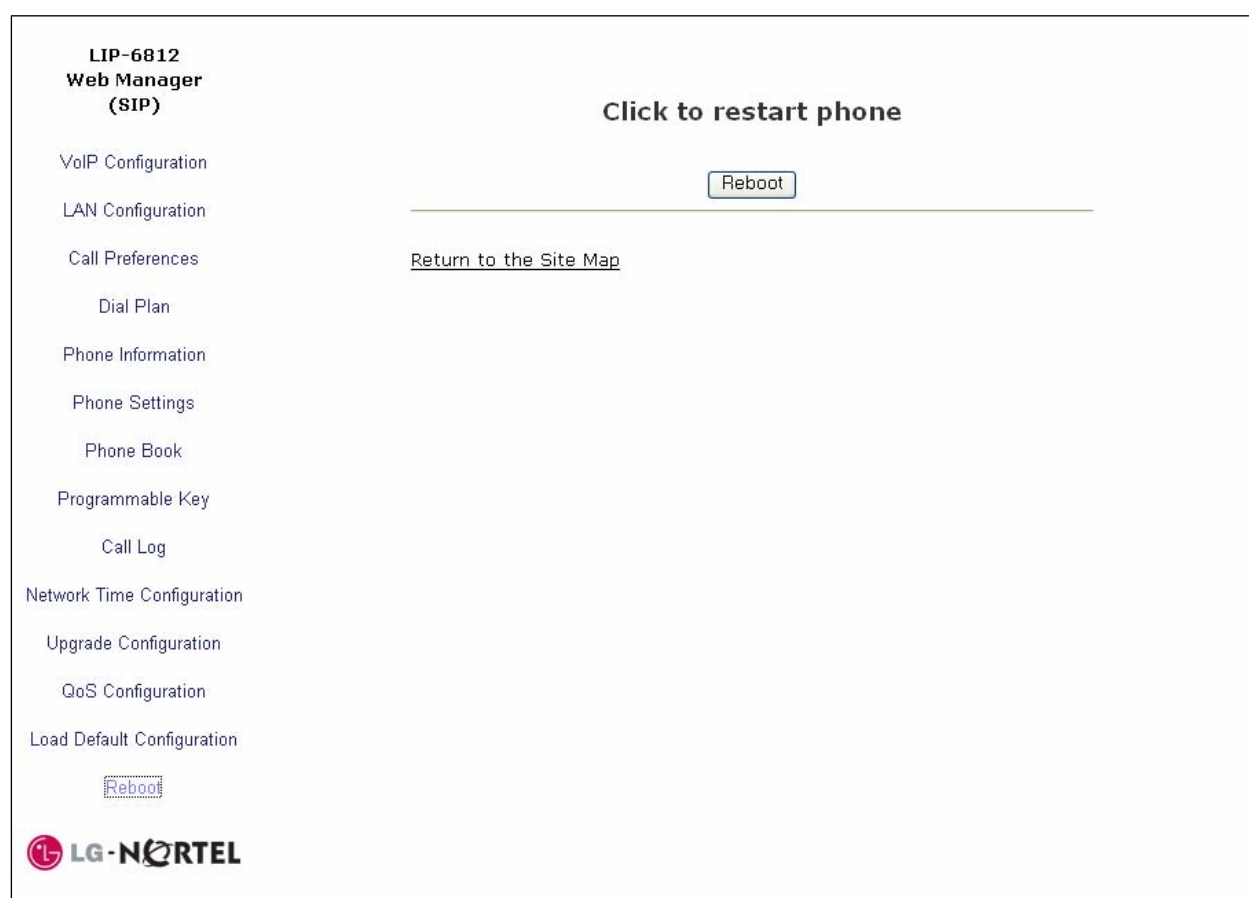 LIP-6812
Web Manager
(SIP)
VoIP Configuration
LAN Configuration
Call Preferences
Dial Plan
Phone Information
Phone Settings
Phone Book
Programmable Key
Call Log
Network Time Configuration
Upgrade Configuration
QoS Configuration
Load Default Configuration
Reboot
LG-NORTEL
Click to restart phone
Reboot
Return to the Site Map